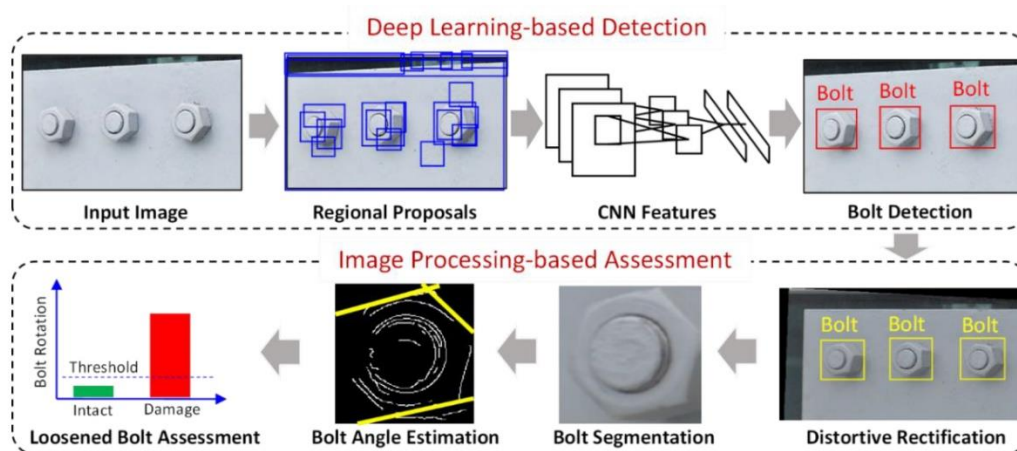 Deep Learning-based Detection
Bolt Bolt Bolt
Input Image Regional Proposals CNN Features Bolt Detection
Image Processing-based Assessment
Bolt Rotation
Threshold
Intact Damage
Bolt Bolt Bolt
Loosened Bolt Assessment Bolt Angle Estimation Bolt Segmentation Distortive Rectification